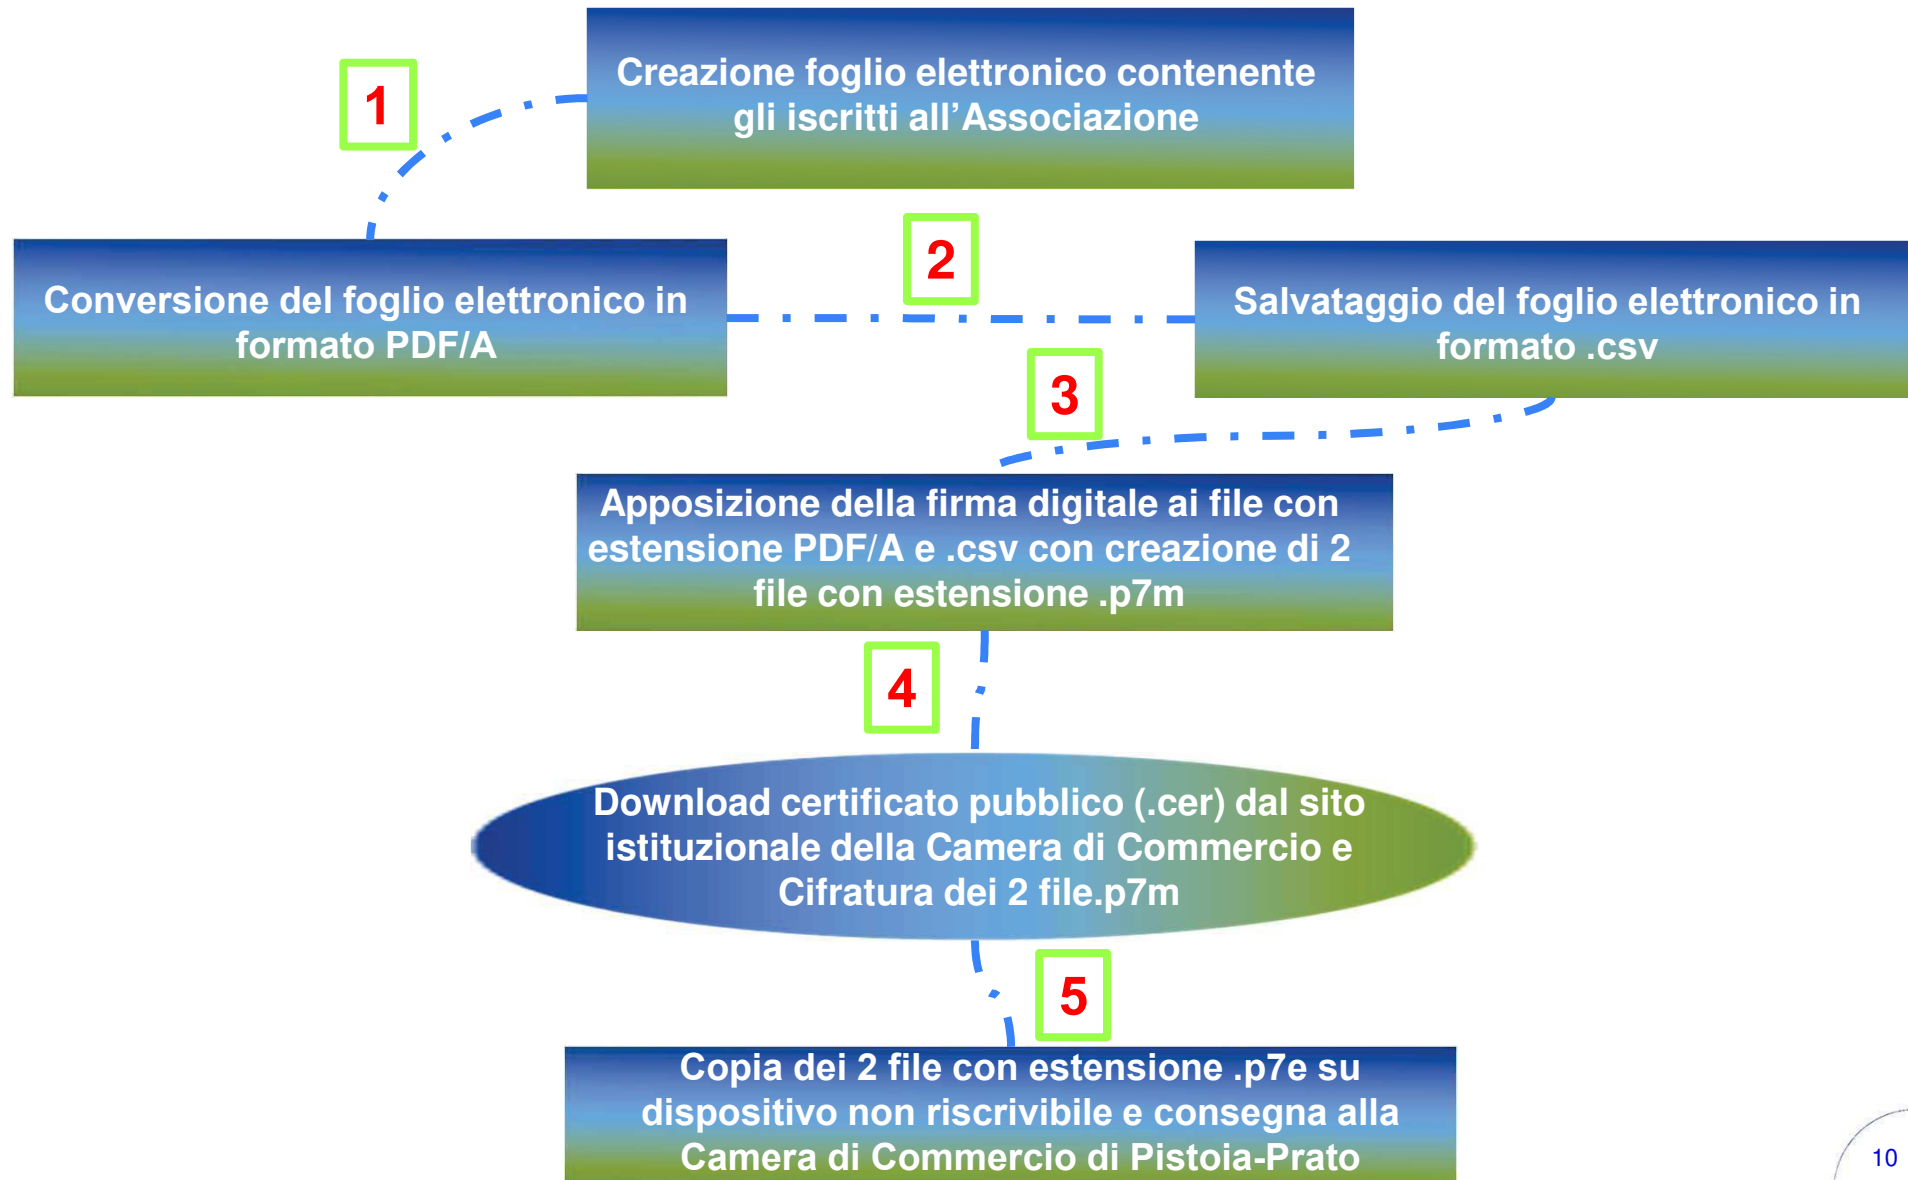 1
Creazione foglio elettronico contenente
gli iscritti all’Associazione
2
Conversione del foglio elettronico in
formato PDF/A
Salvataggio del foglio elettronico in
formato .csv
3
Apposizione della firma digitale ai file con
estensione PDF/A e .csv con creazione di 2
file con estensione .p7m
4
Download certificato pubblico (.cer) dal sito
istituzionale della Camera di Commercio e
Cifratura dei 2 file.p7m
5
Copia dei 2 file con estensione .p7e su
dispositivo non riscrivibile e consegna alla
Camera di Commercio di Pistoia-Prato
10